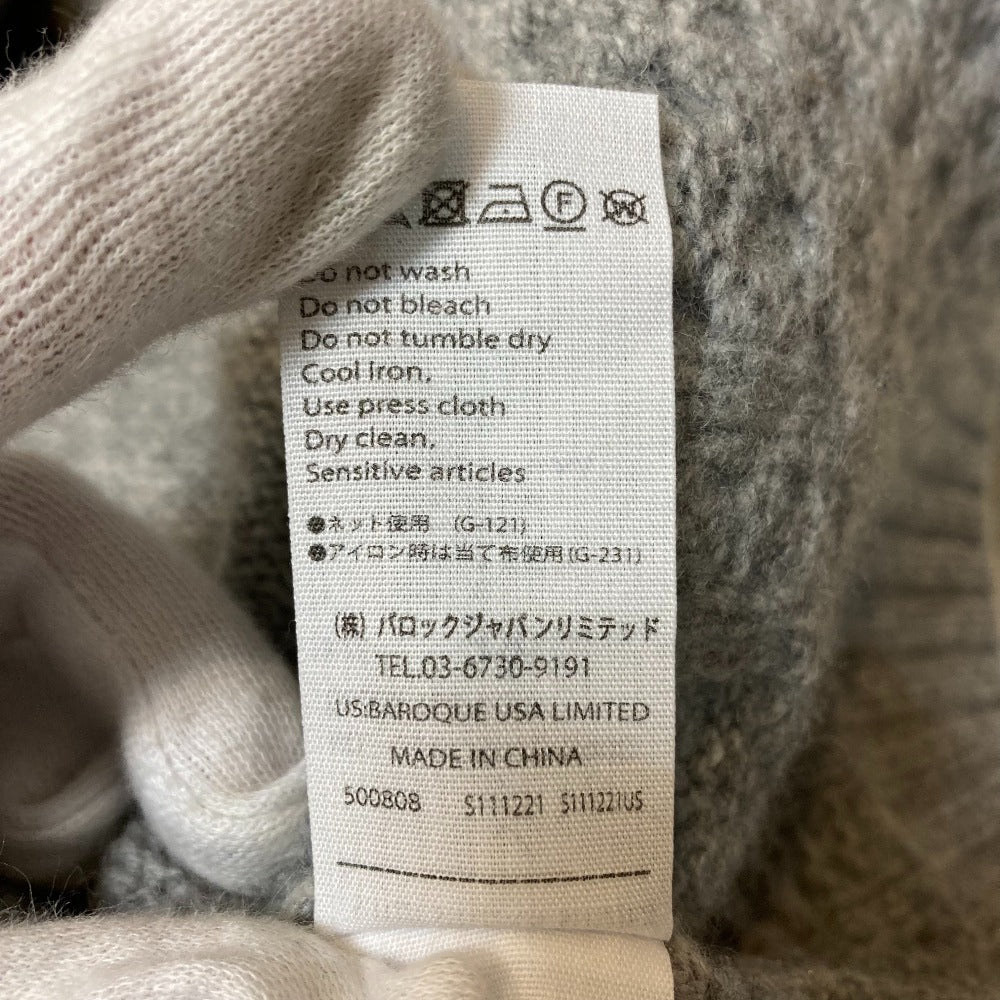 F W
Do not wash
Do not bleach
Do not tumble dry
Cool iron,
Use press cloth
Dry clean,
Sensitive articles
●ネット使用 (G-121)
●アイロン時は当て布使用(G-231)
(株) バロックジャパンリミテッド
TEL.03-6730-9191
US:BAROQUE USA LIMITED
MADE IN CHINA
500808 S111221 S111221US